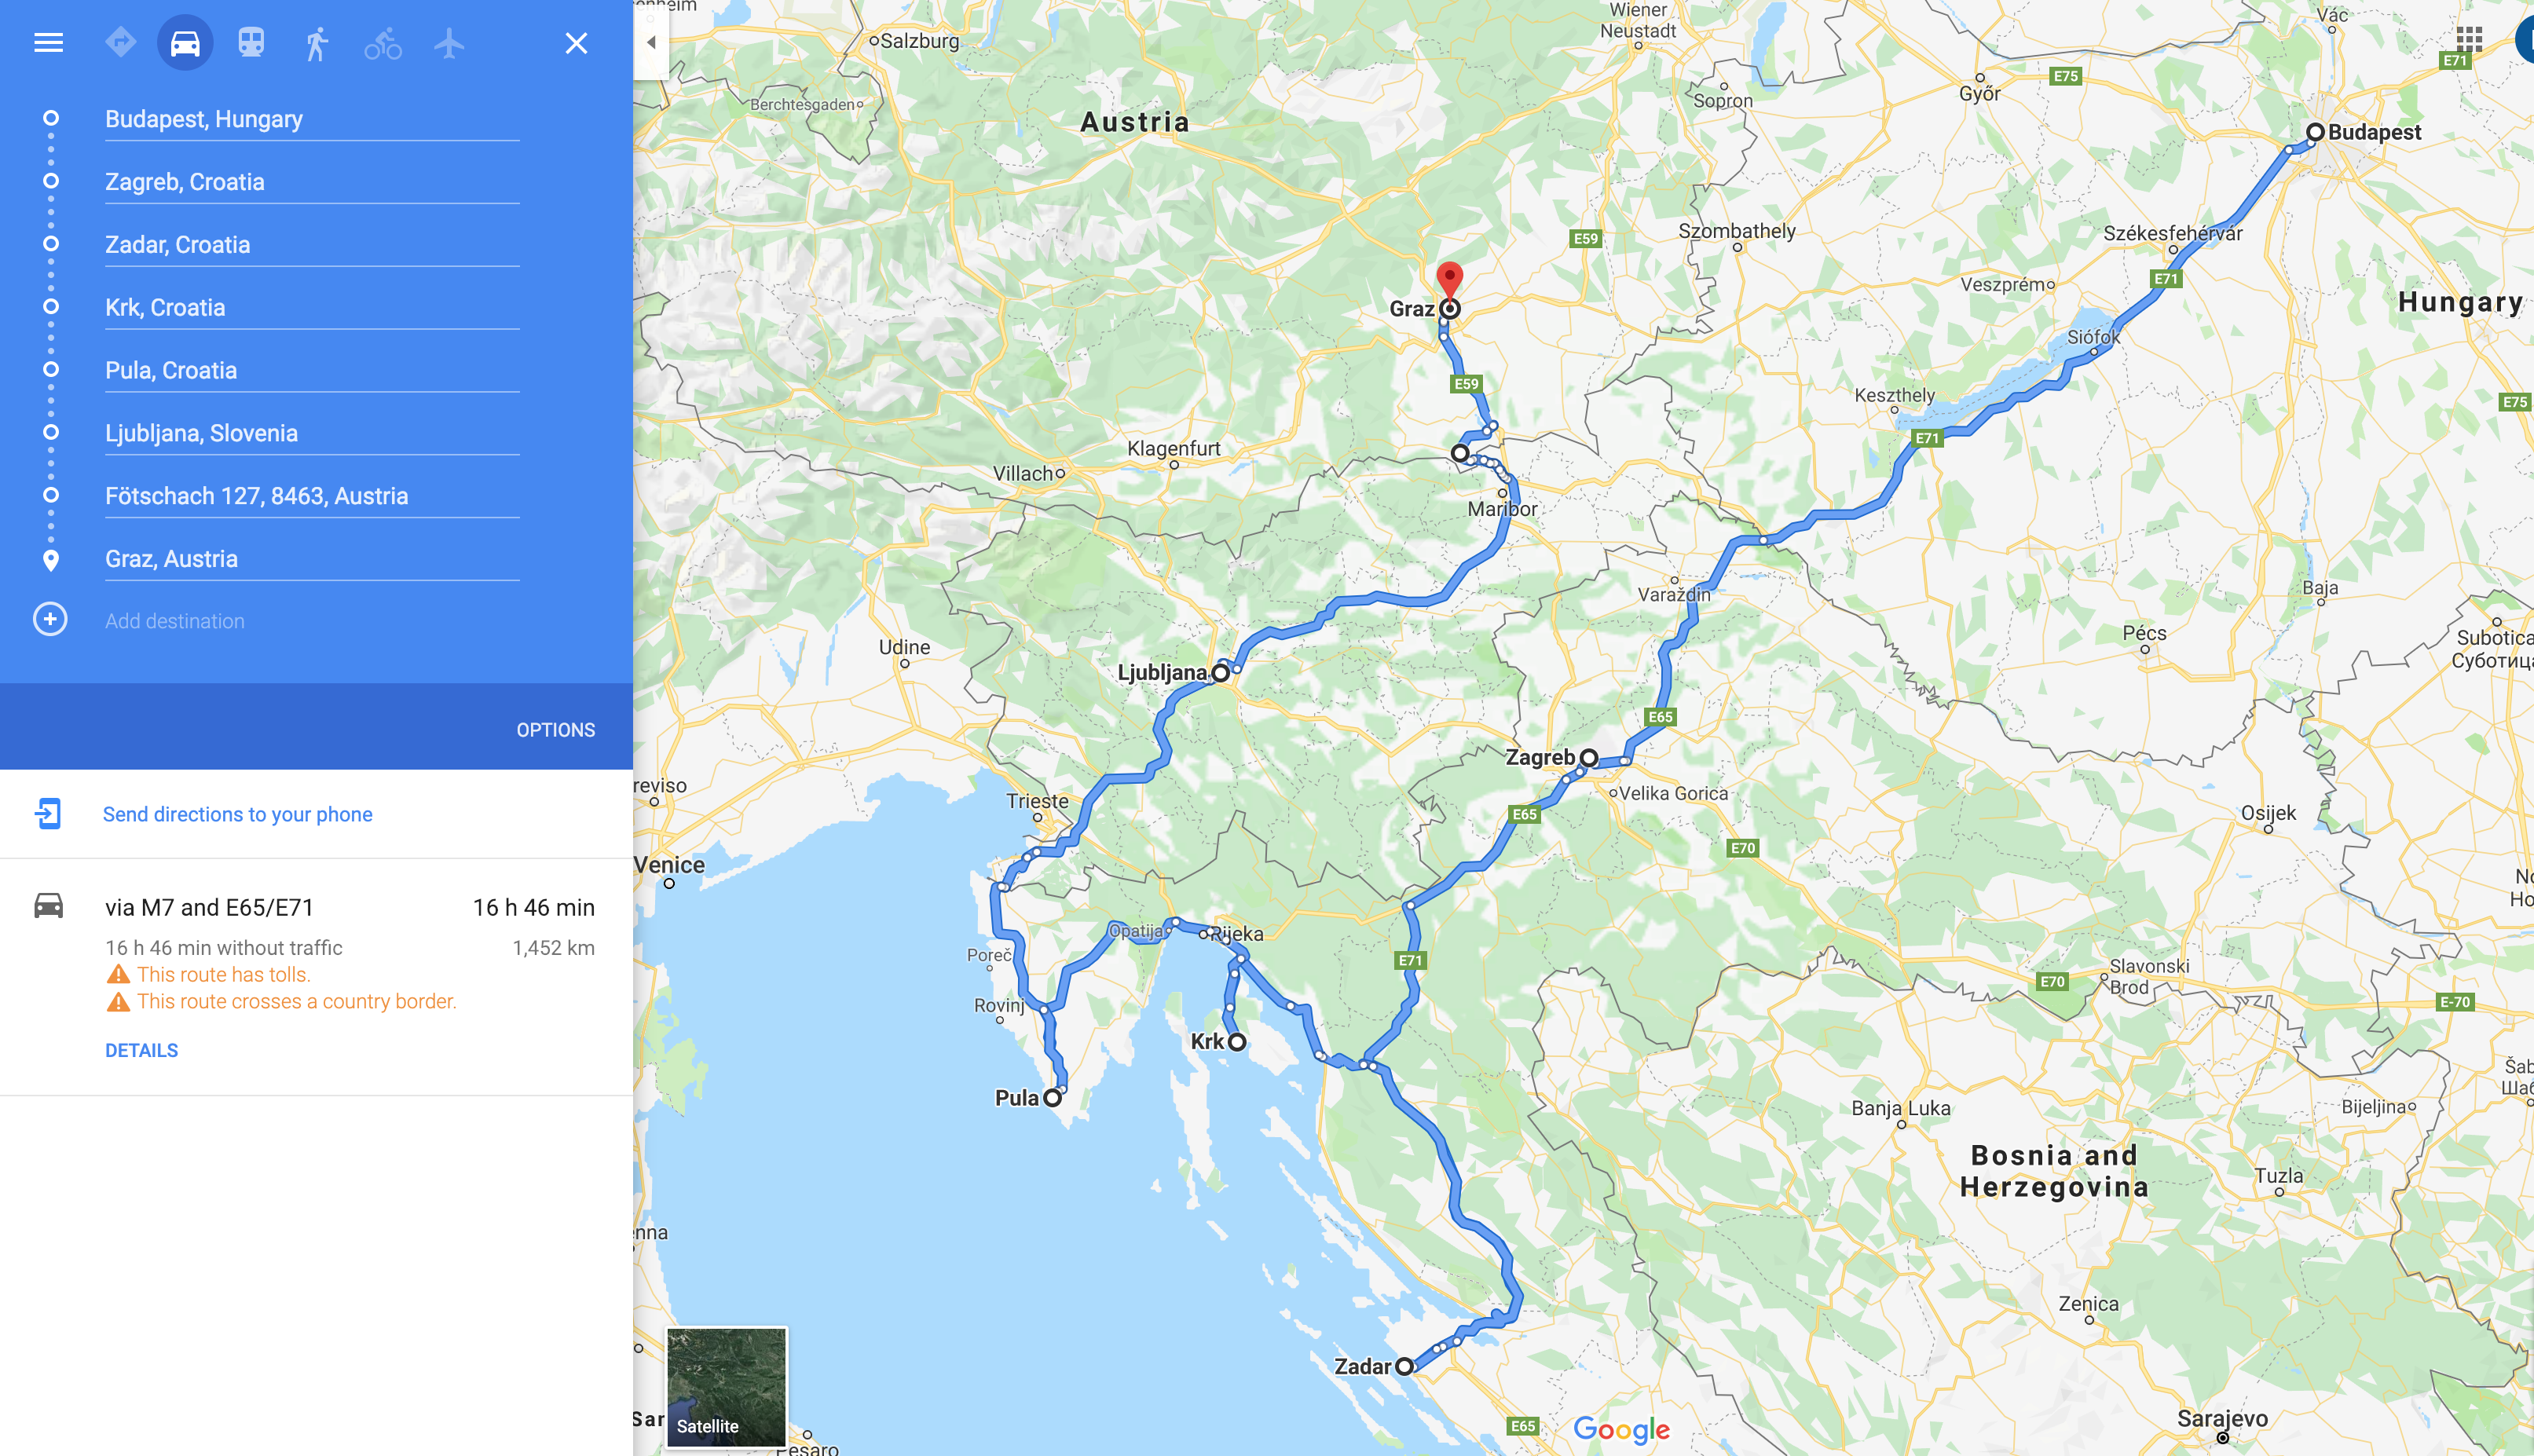 Budapest, Hungary
Zagreb, Croatia
Zadar, Croatia
Krk, Croatia
Pula, Croatia
Ljubljana, Slovenia
Fötschach 127, 8463, Austria
Graz, Austria
Add destination
OPTIONS
Send directions to your phone
via M7 and E65/E71
16 h 46 min
16 h 46 min without traffic
1,452 km
This route has tolls.
This route crosses a country border.
DETAILS
Salzburg
Wiener
Neustadt
Vác
E71
E75
Győr
Berchtesgaden
Sopron
Austria
Budapest
Szombathely
E59
Székesfehérvár
E71
Veszprém
Hungary
Graz
Siófok
E59
Keszthely
E75
E71
Klagenfurt
Villach
Maribor
Varaždin
Baja
Pécs
Subotica
Суботица
Udine
Ljubljana
E65
Zagreb
Velika Gorica
reviso
Trieste
E65
Osijek
E70
Venice
Opatija
Rijeka
Poreč
E71
Slavonski
Brod
E70
E-70
Rovinj
Krk
Pula
Banja Luka
Bijeljina
Bosnia and
Herzegovina
Tuzla
enna
Zenica
Zadar
Satellite
Sar
E65
Google
Sarajevo
Pesaro